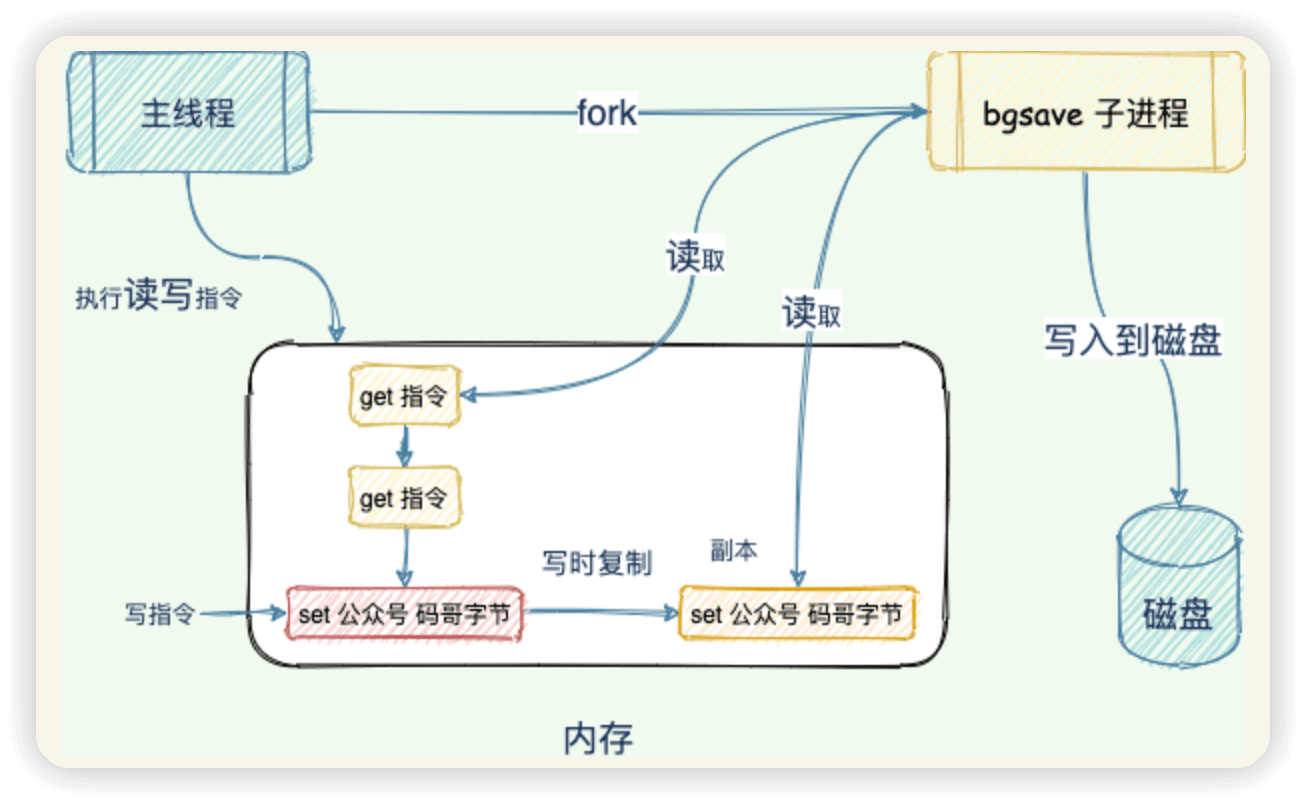 主线程
fork
bgsave 子进程
读取
执行读写指令
读取
写入到磁盘
get 指令
get 指令
写时复制
副本
写指令
set 公众号 码哥字节
set 公众号 码哥字节
磁盘
内存